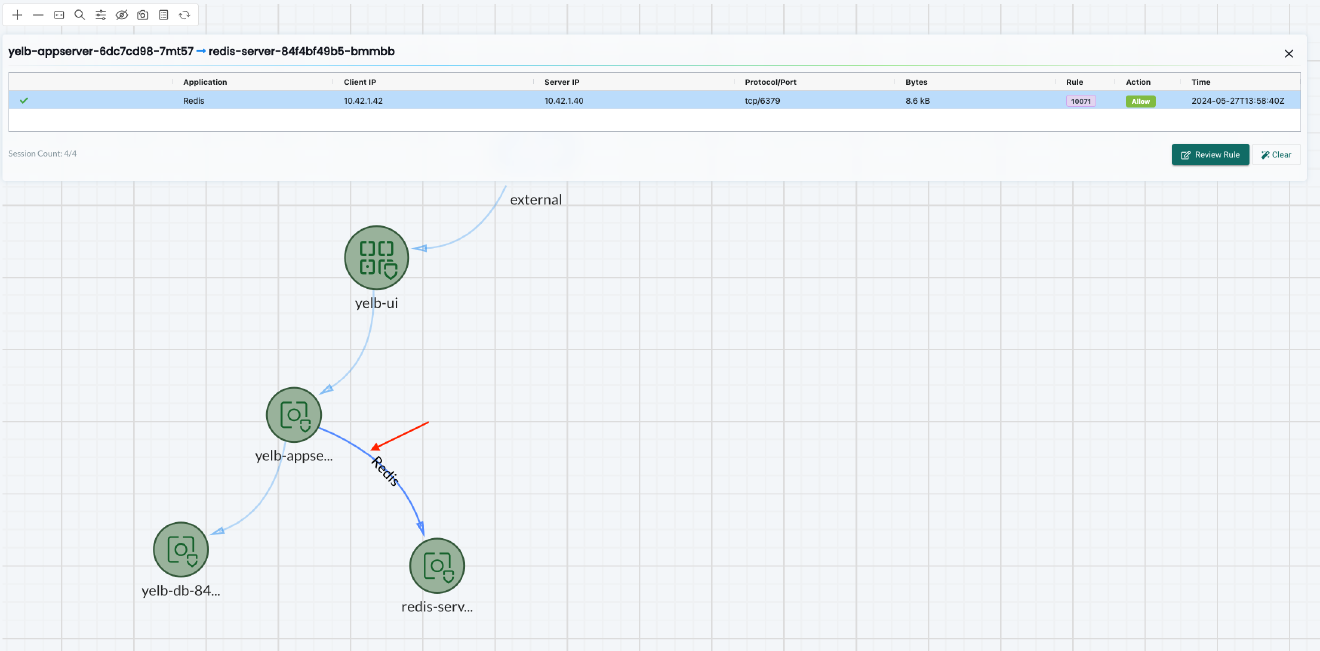 yelb-appserver-6dc7cd98-7mt57 → redis-server-84f4bf49b5-bmmbb
Application Client IP Server IP Protocol/Port Bytes Rule Action Time
Redis 10.42.1.42 10.42.1.40 tcp/6379 8.6 kB 10071 Allow 2024-05-27T13:58:40Z
Session Count: 4/4
Review Rule Clear
external
yelb-ui
yelb-appse...
Redis
yelb-db-84...
redis-serv...